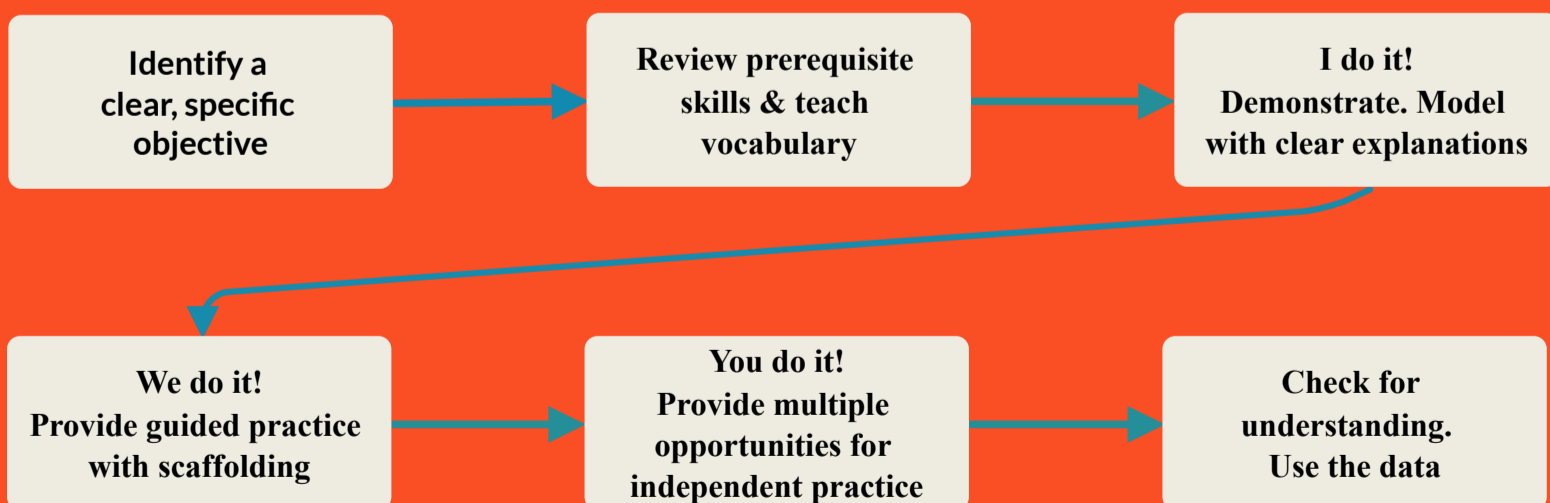 Identify a
clear, specific
objective
Review prerequisite
skills & teach
vocabulary
I do it!
Demonstrate. Model
with clear explanations
We do it!
Provide guided practice
with scaffolding
You do it!
Provide multiple
opportunities for
independent practice
Check for
understanding.
Use the data